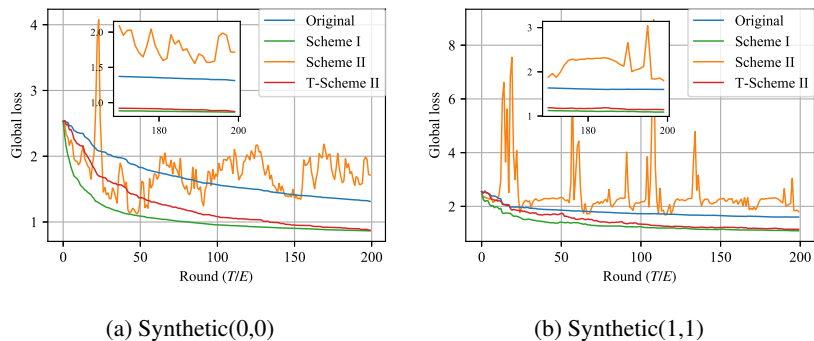 Original
Scheme I
Scheme II
T-Scheme II
2.0
1.5
1.0
180
200
4
3
2
1
Global loss
0
50
100
150
200
Round (T/E)
(a) Synthetic(0,0)
Original
Scheme I
Scheme II
T-Scheme II
3
2
1
180
200
8
6
4
2
Global loss
0
50
100
150
200
Round (T/E)
(b) Synthetic(1,1)